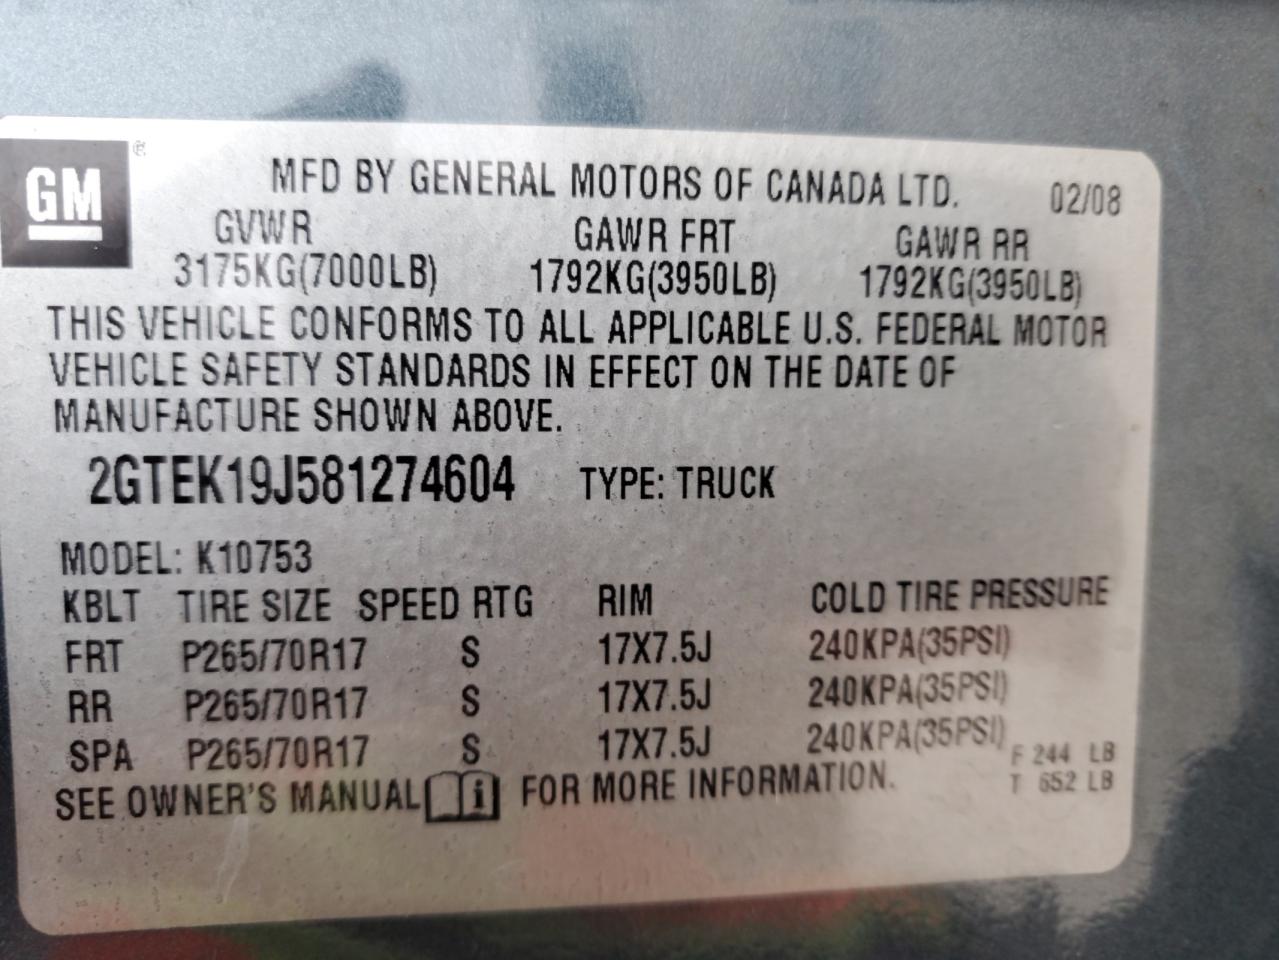 GM ®
MFD BY GENERAL MOTORS OF CANADA LTD. 02/08
GVWR GAWR FRT GAWR RR
3175KG(7000LB) 1792KG(3950LB) 1792KG(3950LB)
THIS VEHICLE CONFORMS TO ALL APPLICABLE U.S. FEDERAL MOTOR
VEHICLE SAFETY STANDARDS IN EFFECT ON THE DATE OF
MANUFACTURE SHOWN ABOVE.
2GTEK19J581274604 TYPE: TRUCK
MODEL: K10753
KBLT TIRE SIZE SPEED RTG RIM COLD TIRE PRESSURE
FRT P265/70R17 S 17X7.5J 240KPA(35PSI)
RR P265/70R17 S 17X7.5J 240KPA(35PSI)
SPA P265/70R17 S 17X7.5J 240KPA(35PSI)
F 244 LB
T 652 LB
SEE OWNER'S MANUAL i FOR MORE INFORMATION.